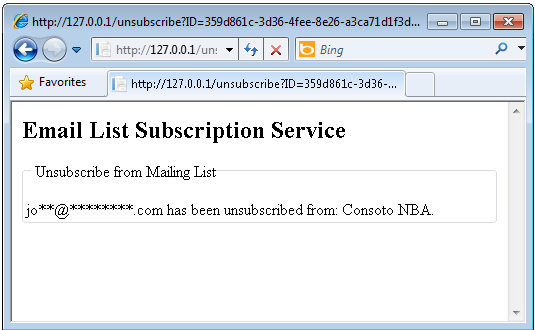 http://127.0.0.1/unsubscribe?ID=359d861c-3d36-4fee-8e26-a3ca71d1f3d...
http://127.0.0.1/uns
Bing
Favorites
http://127.0.0.1/unsubscribe?ID=359d861c-3d36-...
Email List Subscription Service
Unsubscribe from Mailing List
jo**@********.com has been unsubscribed from: Consoto NBA.